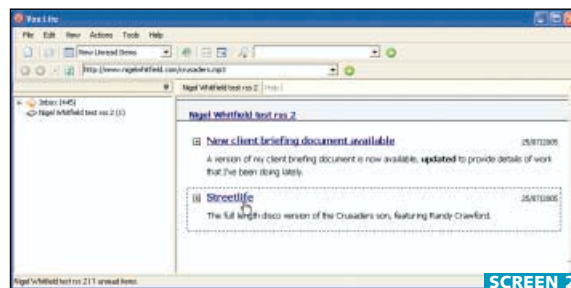 Vox Lite
File Edit View Actions Tools Help
New Unread Items
http://www.nigelwhitfield.com/crusaders.mp3
Nigel Whitfield test rss 2
Inbox (445)
Nigel Whitfield test rss 2 (1)
Nigel Whitfield test rss 2
New client briefing document available 25/07/2005
A version of my client briefing document is now available, updated to provide details of work
that I've been doing lately.
Streetlife 25/07/2005
The full length disco version of the Crusaders son, featuring Randy Crawford.
Nigel Whitfield test rss 2 | 1 unread items
SCREEN 2